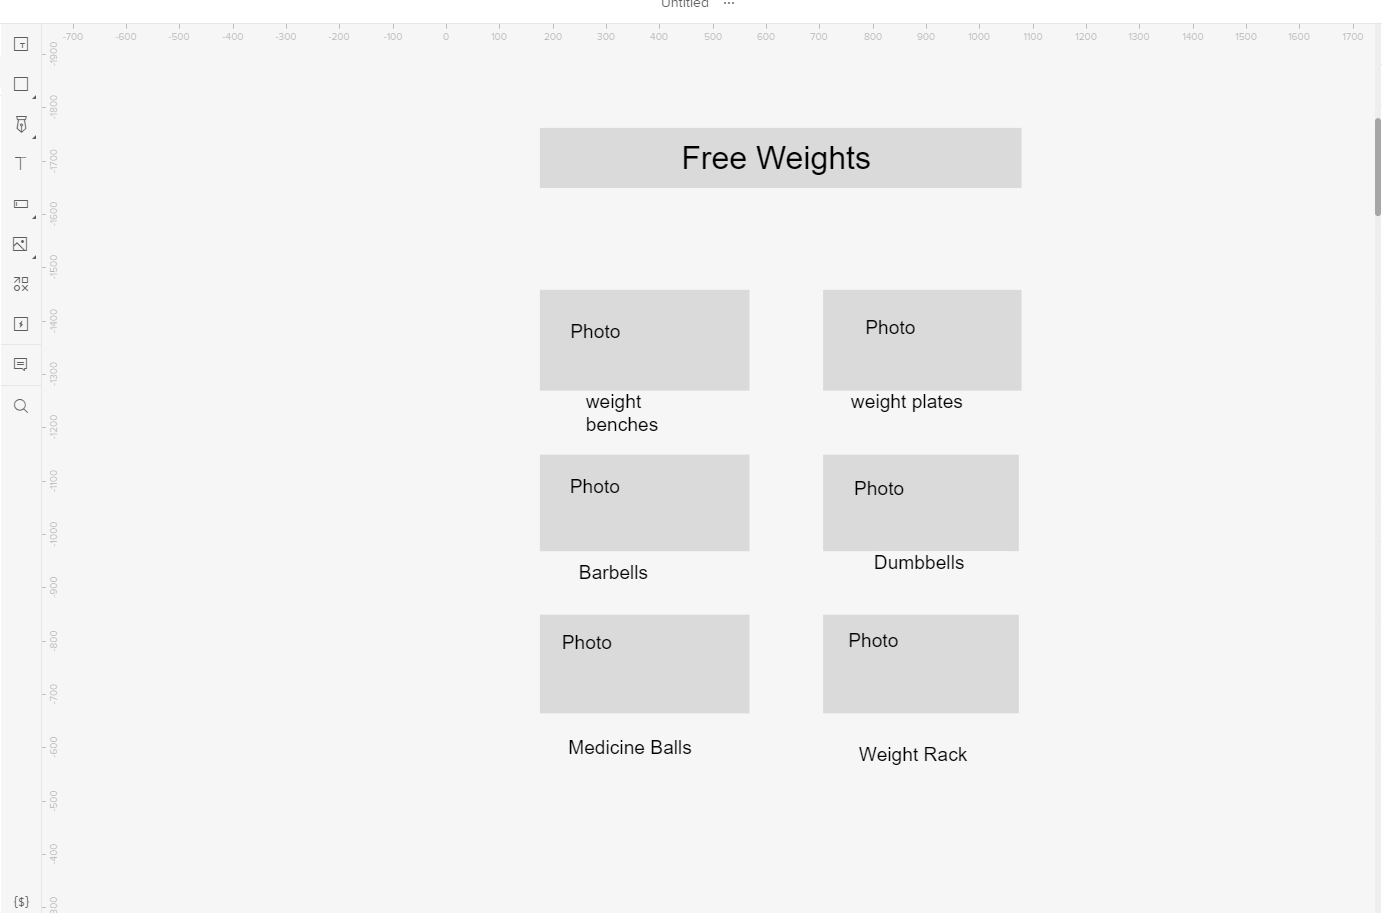 Untitled ...
-700 -600 -500 -400 -300 -200 -100 0 100 200 300 400 500 600 700 800 900 1000 1100 1200 1300 1400 1500 1600 1700
-1900
-1800
-1700
-1600
-1500
-1400
-1300
-1200
-1100
-1000
-900
-800
-700
-600
-500
-400
T
{$}
Free Weights
Photo Photo
weight
benches
weight plates
Photo Photo
Barbells Dumbbells
Photo Photo
Medicine Balls Weight Rack